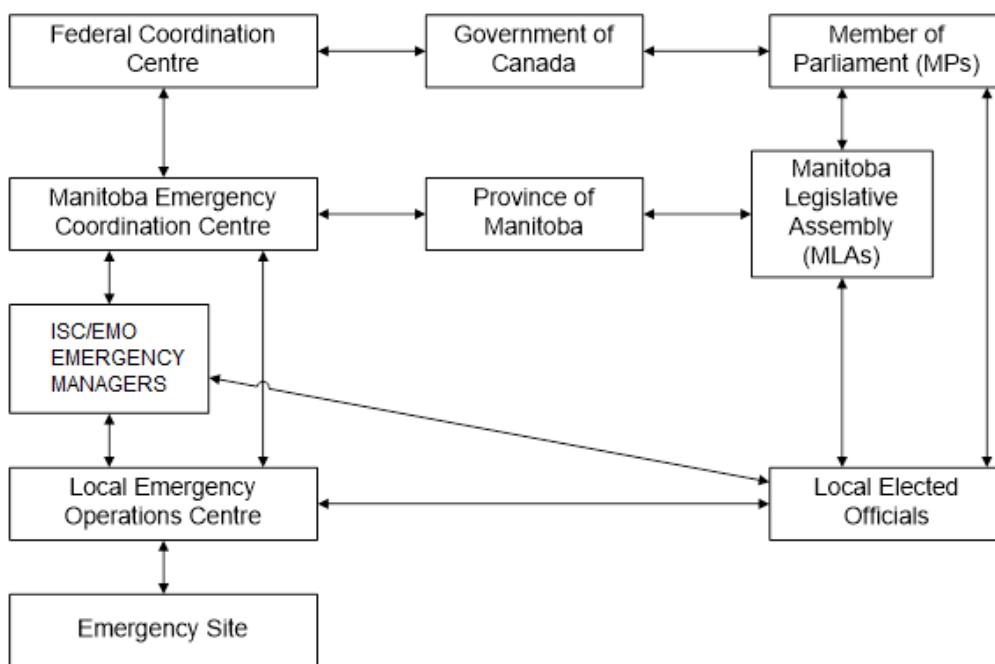 Federal Coordination
Centre
Government of
Canada
Member of
Parliament (MPs)
Manitoba Emergency
Coordination Centre
Province of
Manitoba
Manitoba
Legislative
Assembly
(MLAs)
ISC/EMO
EMERGENCY
MANAGERS
Local Emergency
Operations Centre
Local Elected
Officials
Emergency Site